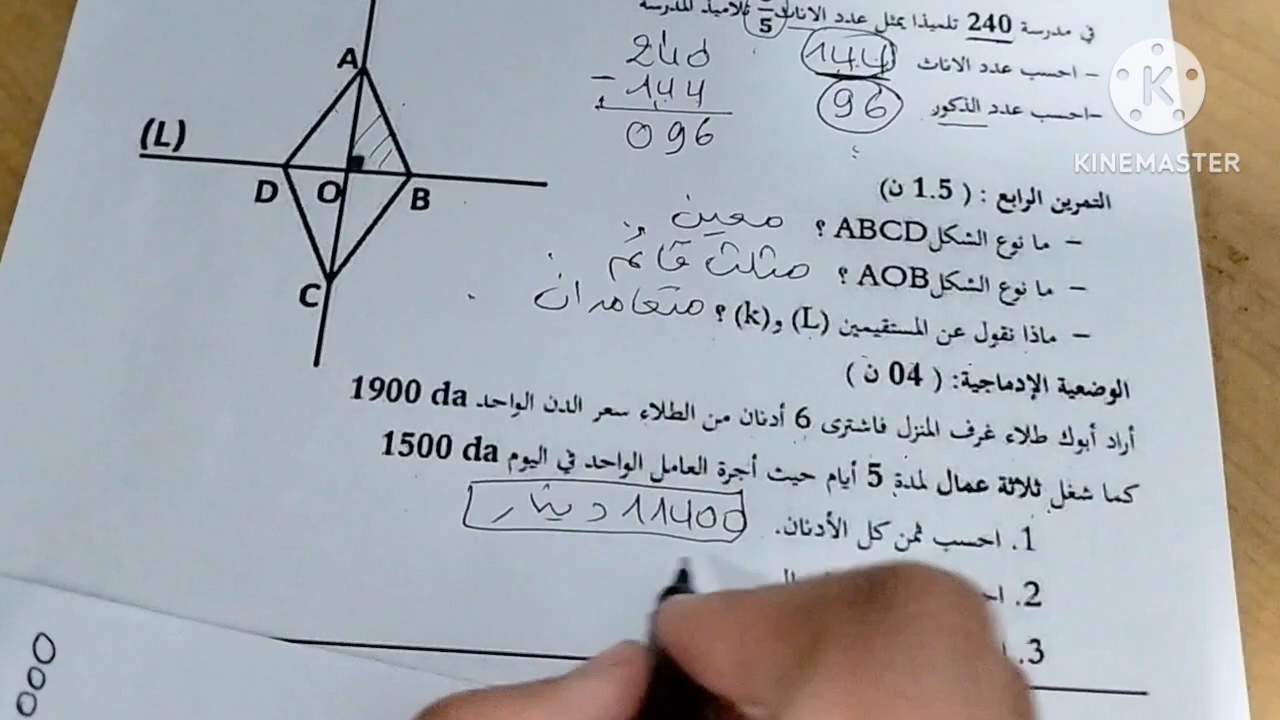 في مدرسة 240 تلميذا يمثل عدد الاناث 5 تلاميذ المدرسة
- احسب عدد الاناث 144
-احسب عدد الذكور 96
240
- 144
096
K
KINEMASTER
(L)
A
D
O
B
C
التمرين الرابع : ( 1.5 ن)
- ما نوع الشكل ABCD ؟ معين
- ما نوع الشكل AOB ؟ مثلث قائم
- ماذا نقول عن المستقيمين (L) و(k) ؟ متعامدان
الوضعية الإدماجية: ( 04 ن )
أراد أبوك طلاء غرف المنزل فاشترى 6 أدنان من الطلاء سعر الدن الواحد 1900 da
كما شغل ثلاثة عمال لمدة 5 أيام حيث أجرة العامل الواحد في اليوم 1500 da
1. احسب ثمن كل الأدنان. 11400 دينار
2.
3.
000